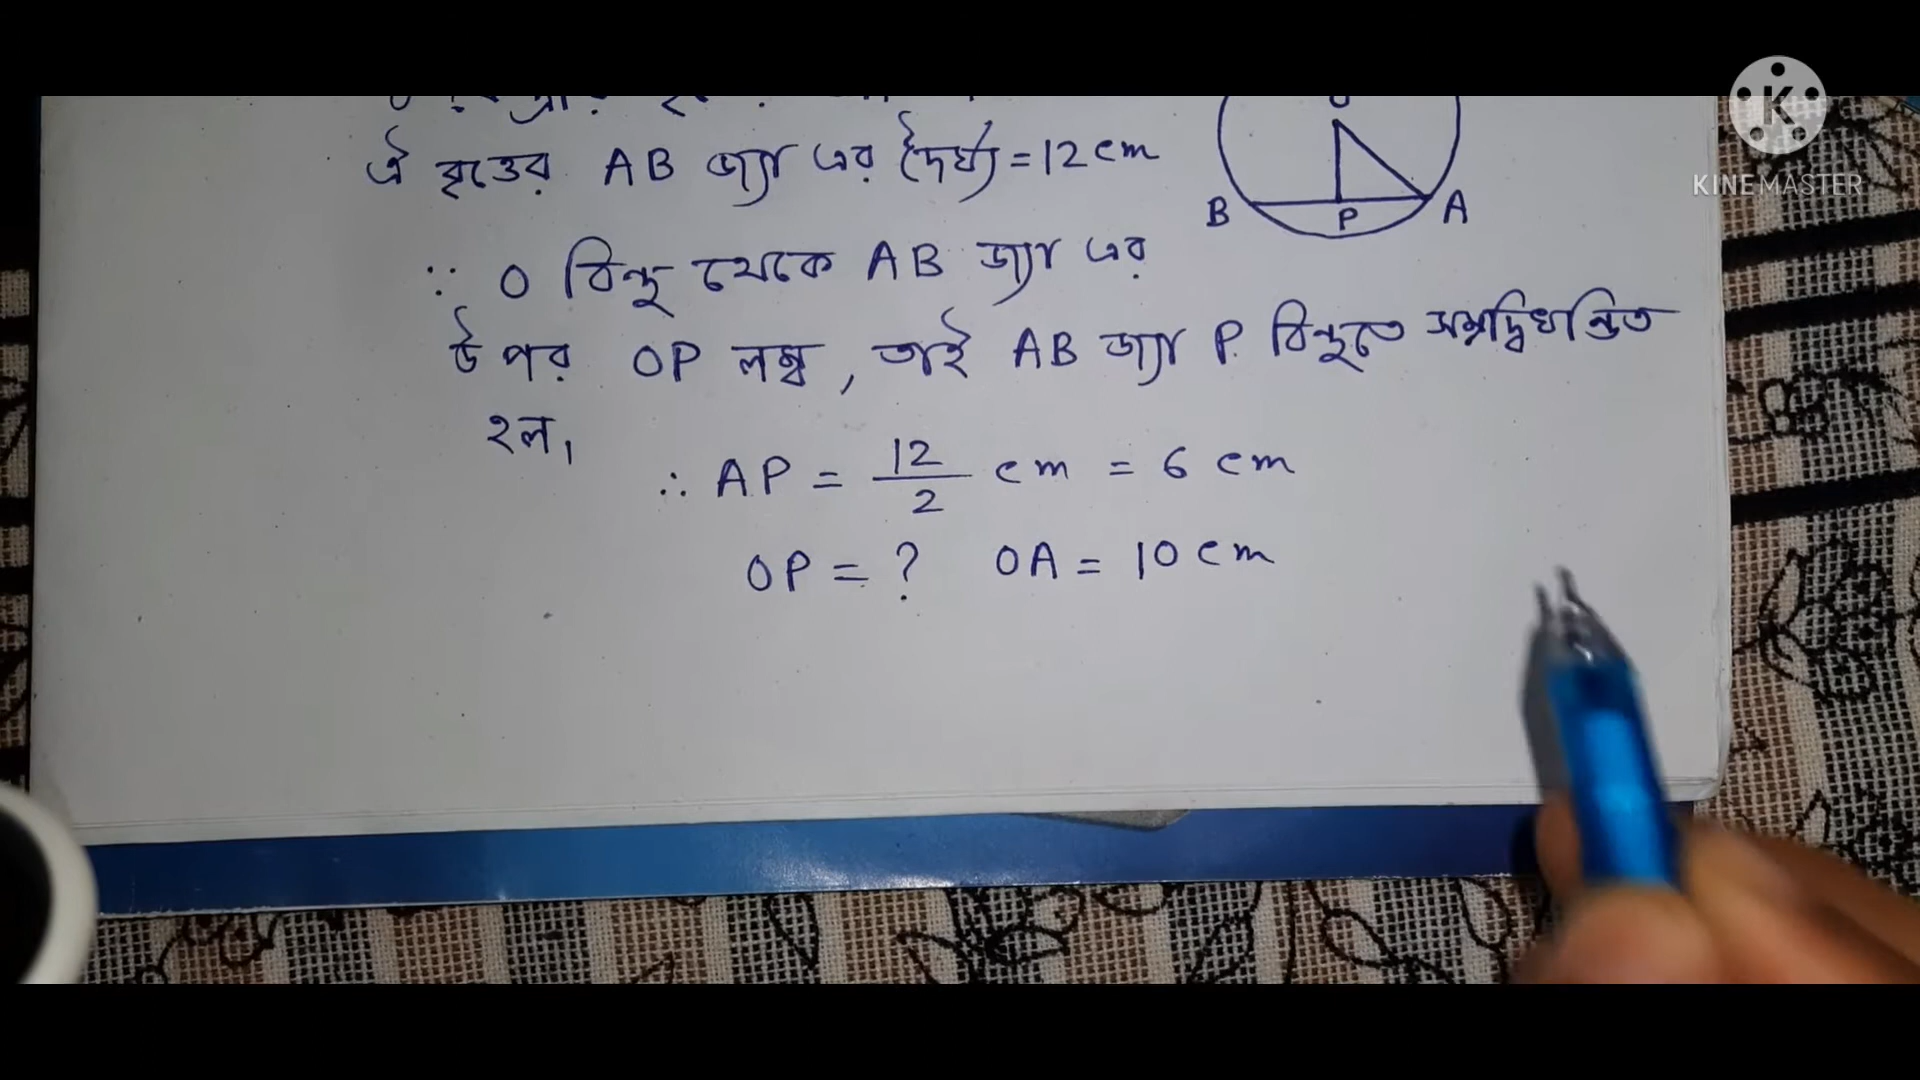 ঐ বৃত্তের AB জ্যা এর দৈর্ঘ্য = 12 cm
∵ O বিন্দু থেকে AB জ্যা এর
উপর OP লম্ব, তাই AB জ্যা P বিন্দুতে সমদ্বিখন্ডিত
হল।
∴ AP = 12/2 cm = 6 cm
OP = ? OA = 10 cm
B P A
K
KINEMASTER